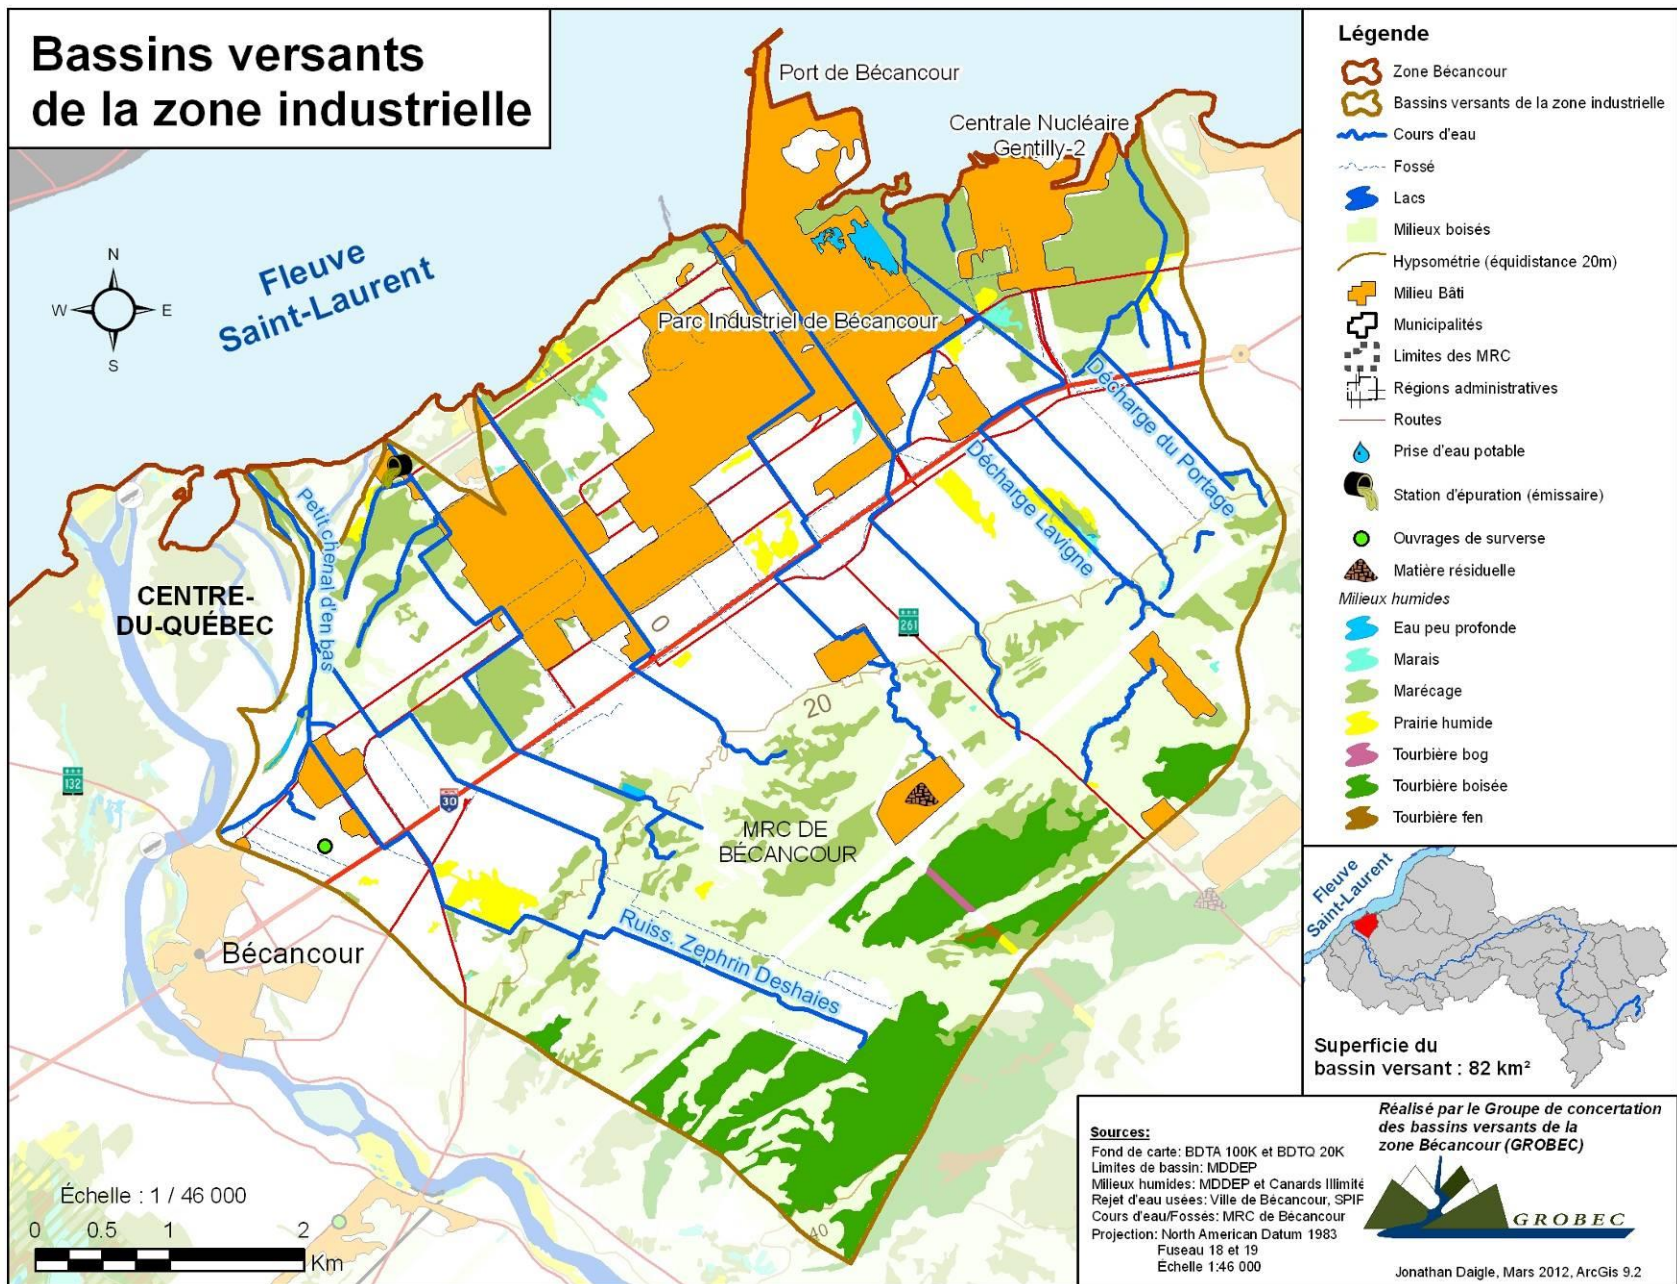 Bassins versants
de la zone industrielle
Port de Bécancour
Centrale Nucléaire
Gentilly-2
Fleuve
Saint-Laurent
N
W
E
S
Parc Industriel de Bécancour
Décharge du Portage
Décharge Lavigne
Petit chenal d'en bas
CENTRE-
DU-QUÉBEC
0
261
20
132
30
MRC DE
BÉCANCOUR
Ruiss. Zephrin Deshaies
Bécancour
40
Échelle : 1 / 46 000
0 0.5 1 2
Km
Légende
Zone Bécancour
Bassins versants de la zone industrielle
Cours d'eau
Fossé
Lacs
Milieux boisés
Hypsométrie (équidistance 20m)
Milieu Bâti
Municipalités
Limites des MRC
Régions administratives
Routes
Prise d'eau potable
Station d'épuration (émissaire)
Ouvrages de surverse
Matière résiduelle
Milieux humides
Eau peu profonde
Marais
Marécage
Prairie humide
Tourbière bog
Tourbière boisée
Tourbière fen
Fleuve
Saint-Laurent
Superficie du
bassin versant : 82 km²
Sources:
Fond de carte: BDTA 100K et BDTQ 20K
Limites de bassin: MDDEP
Milieux humides: MDDEP et Canards Illimité
Rejet d'eau usées: Ville de Bécancour, SPIF
Cours d'eau/Fossés: MRC de Bécancour
Projection: North American Datum 1983
Fuseau 18 et 19
Échelle 1:46 000
Réalisé par le Groupe de concertation
des bassins versants de la
zone Bécancour (GROBEC)
GROBEC
Jonathan Daigle, Mars 2012, ArcGis 9.2